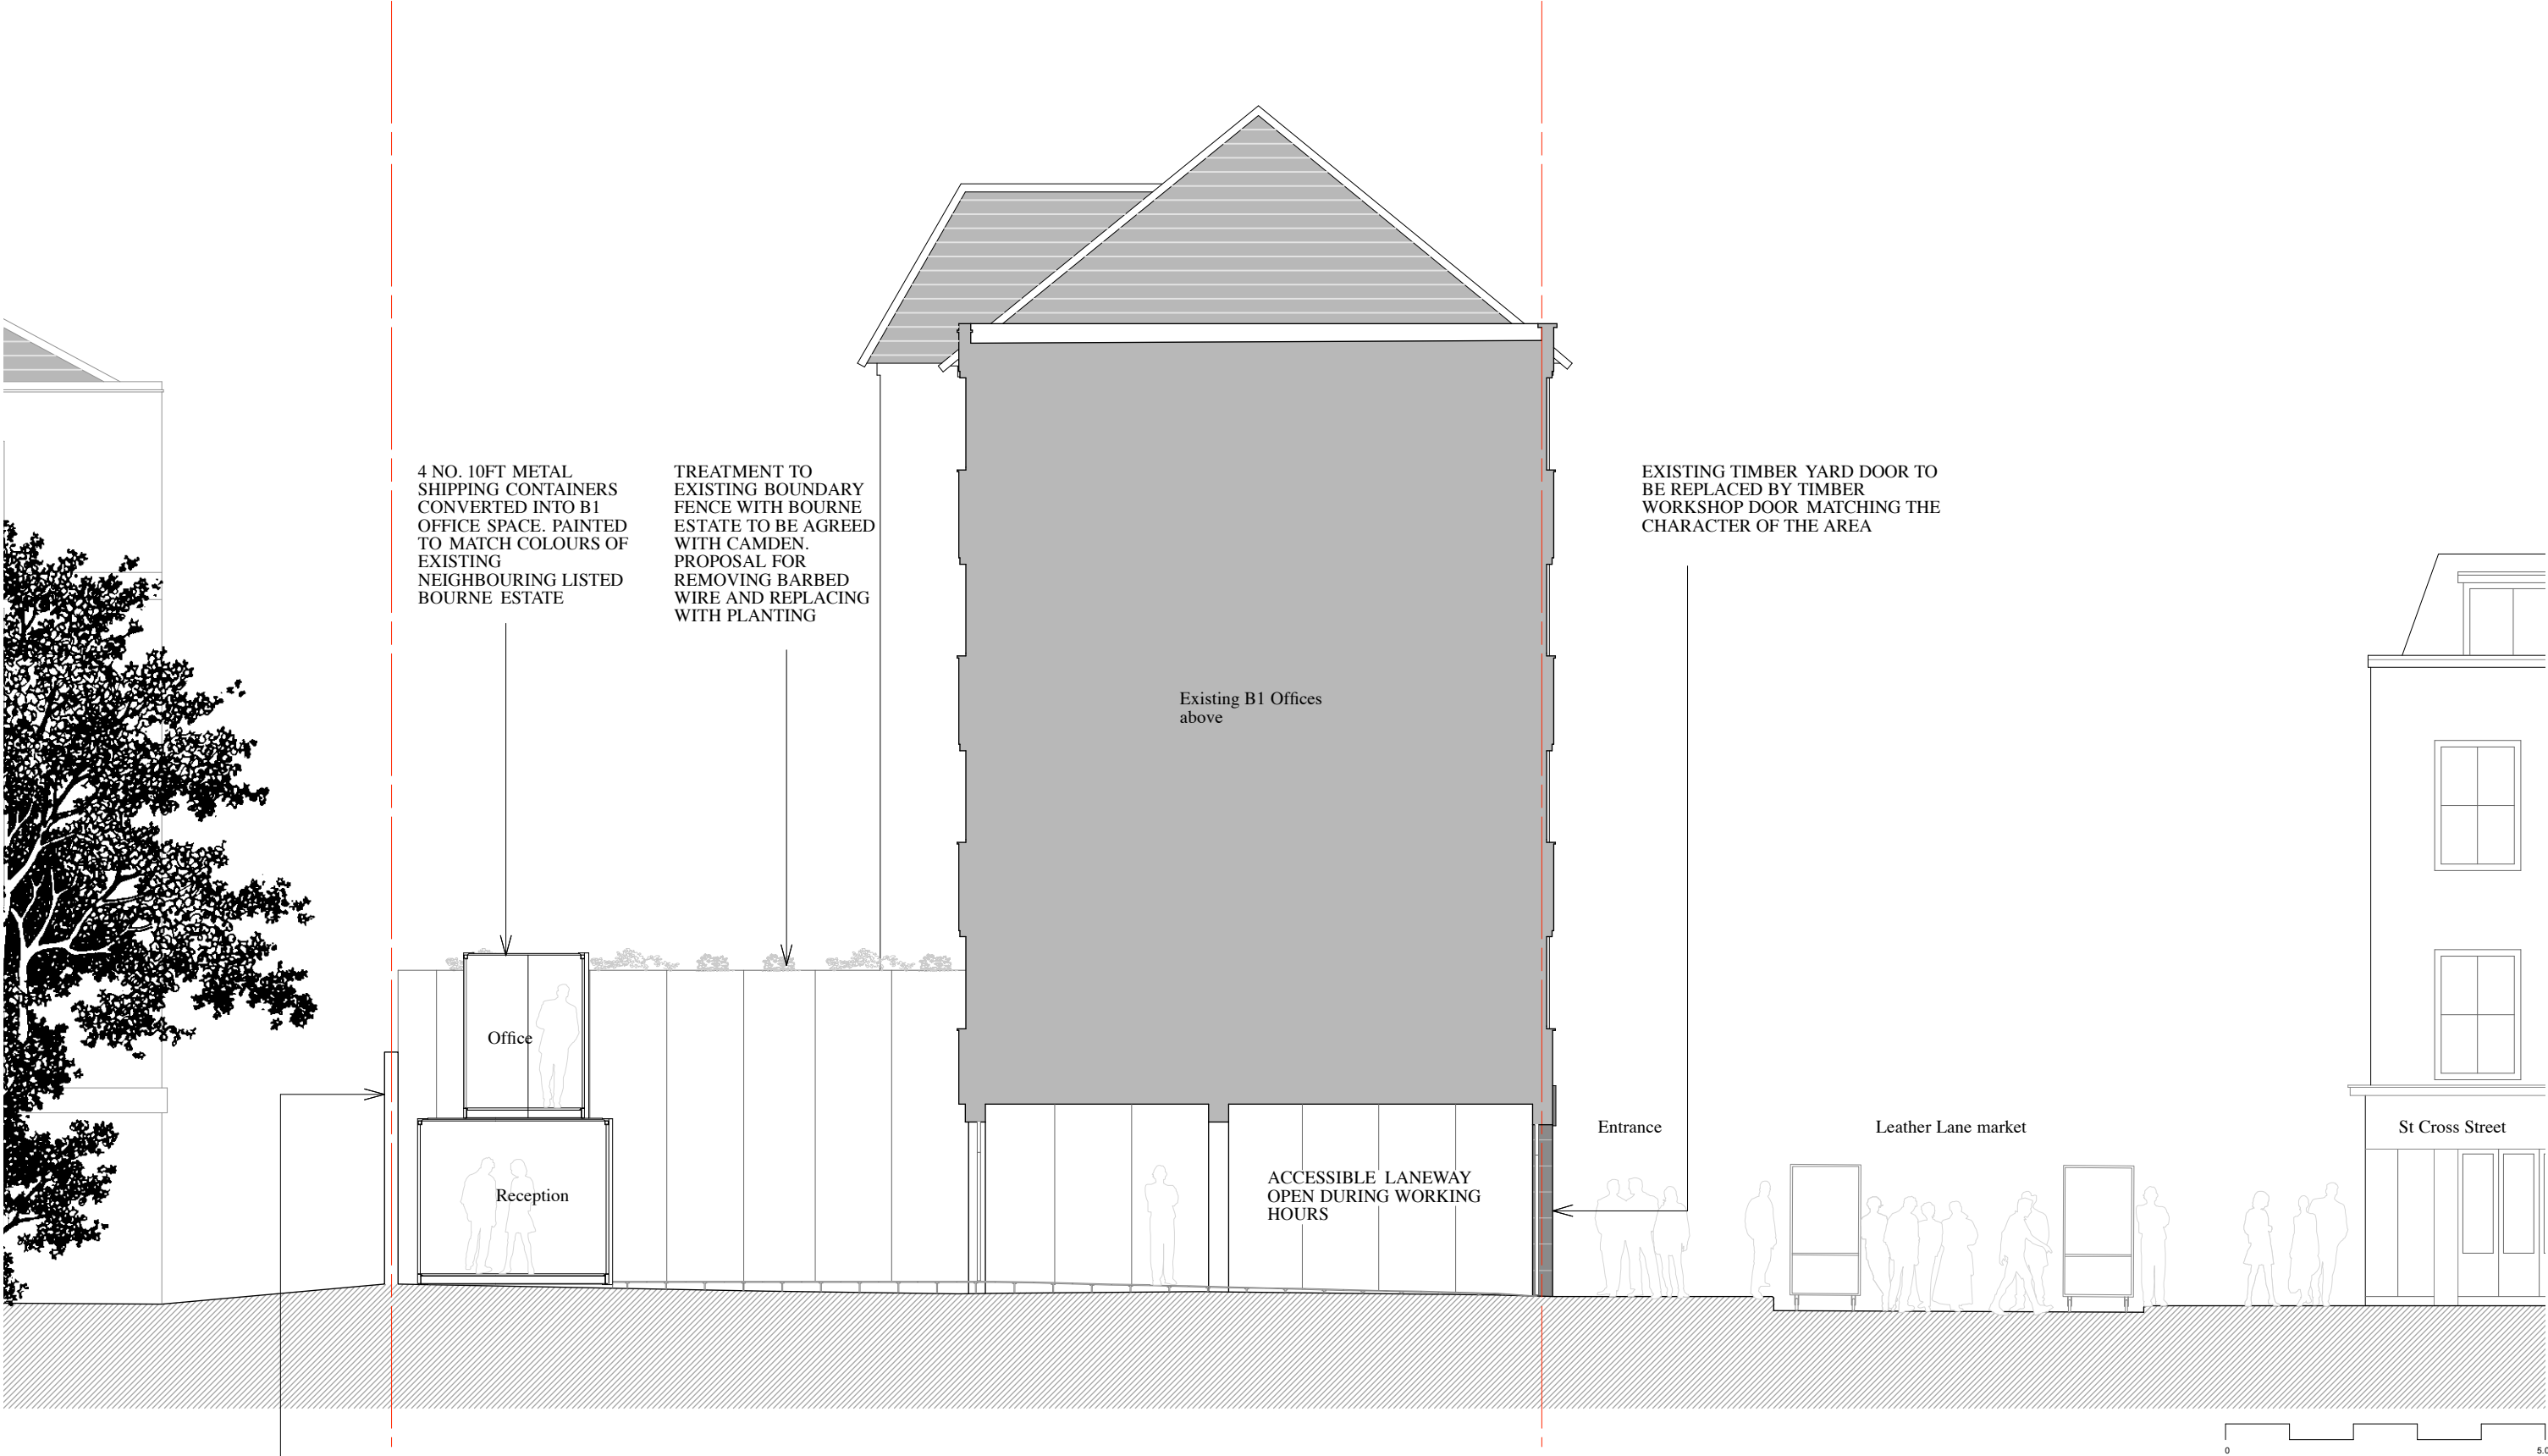 4 NO. 10FT METAL
SHIPPING CONTAINERS
CONVERTED INTO B1
OFFICE SPACE. PAINTED
TO MATCH COLOURS OF
EXISTING
NEIGHBOURING LISTED
BOURNE ESTATE
TREATMENT TO
EXISTING BOUNDARY
FENCE WITH BOURNE
ESTATE TO BE AGREED
WITH CAMDEN.
PROPOSAL FOR
REMOVING BARBED
WIRE AND REPLACING
WITH PLANTING
EXISTING TIMBER YARD DOOR TO
BE REPLACED BY TIMBER
WORKSHOP DOOR MATCHING THE
CHARACTER OF THE AREA
Existing B1 Offices
above
Office
Reception
ACCESSIBLE LANEWAY
OPEN DURING WORKING
HOURS
Entrance
Leather Lane market
St Cross Street
0